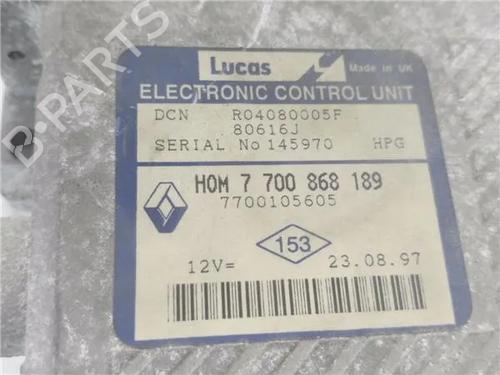 Lucas
Made in UK
ELECTRONIC CONTROL UNIT
DCN R04080005F
80616J
SERIAL No 145970 HPG
HOM 7 700 868 189
7700105605
153
12V= 23.08.97
B-PARTS